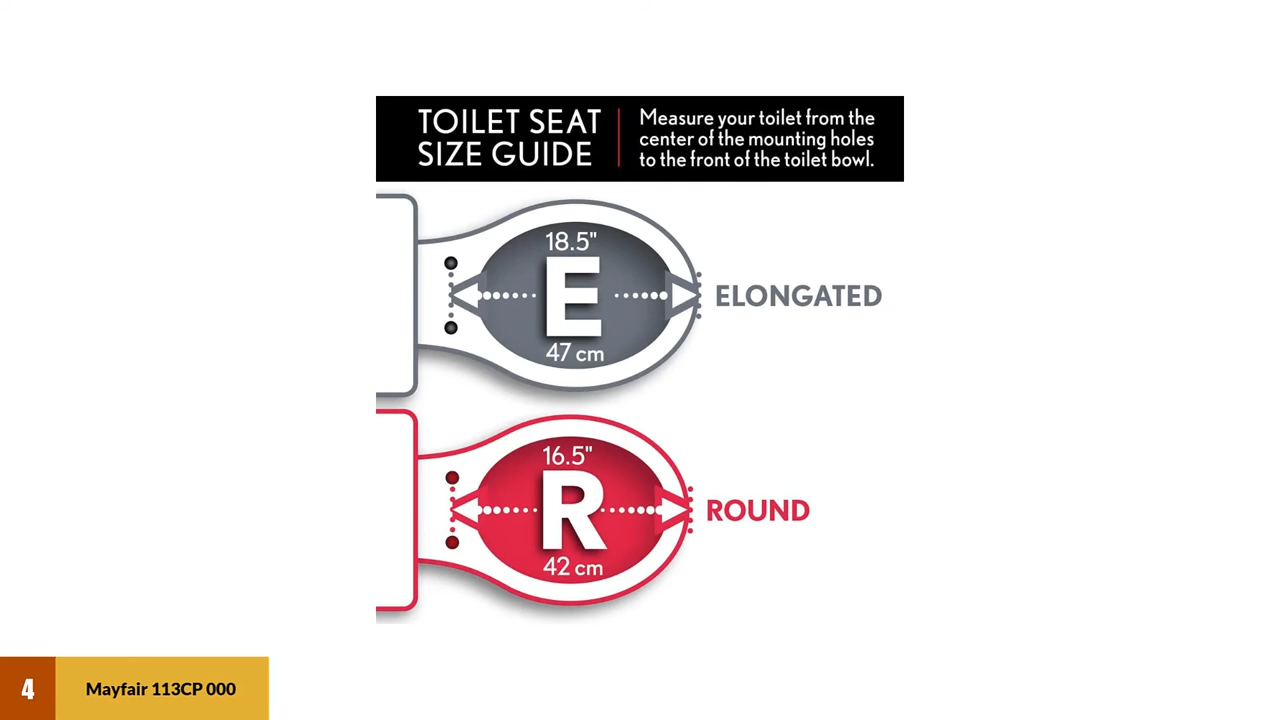 TOILET SEAT
SIZE GUIDE
Measure your toilet from the
center of the mounting holes
to the front of the toilet bowl.
18.5"
E
47 cm
ELONGATED
16.5"
R
42 cm
ROUND
4
Mayfair 113CP 000